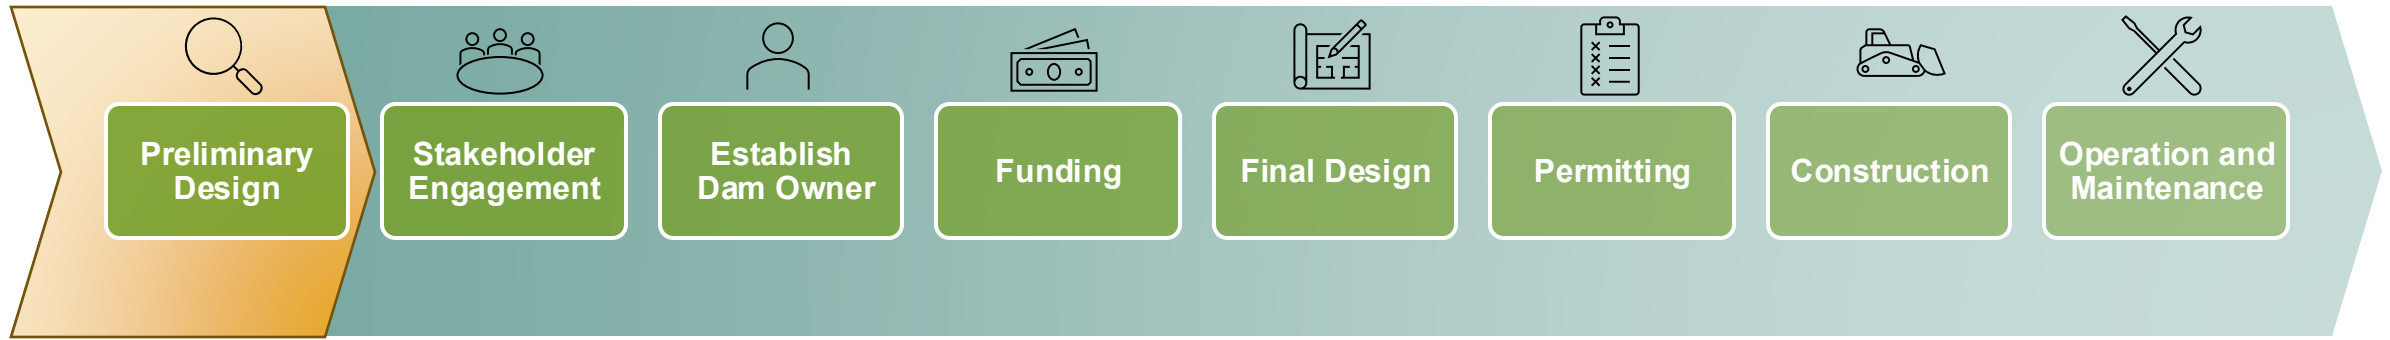 Preliminary
Design
Stakeholder
Engagement
Establish
Dam Owner
Funding
Final Design
Permitting
Construction
Operation and
Maintenance